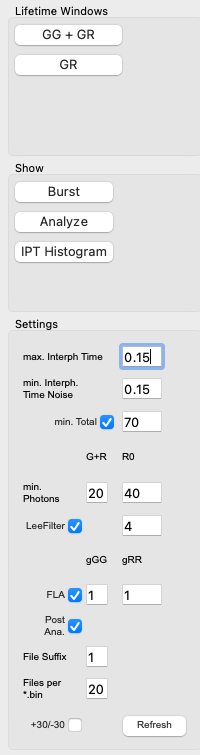 Lifetime Windows
GG + GR
GR
Show
Burst
Analyze
IPT Histogram
Settings
max. Interph Time 0.15
min. Interph.
Time Noise 0.15
min. Total 70
G+R R0
min.
Photons 20 40
LeeFilter 4
gGG gRR
FLA 1 1
Post
Ana.
File Suffix 1
Files per
*.bin 20
+30/-30 Refresh